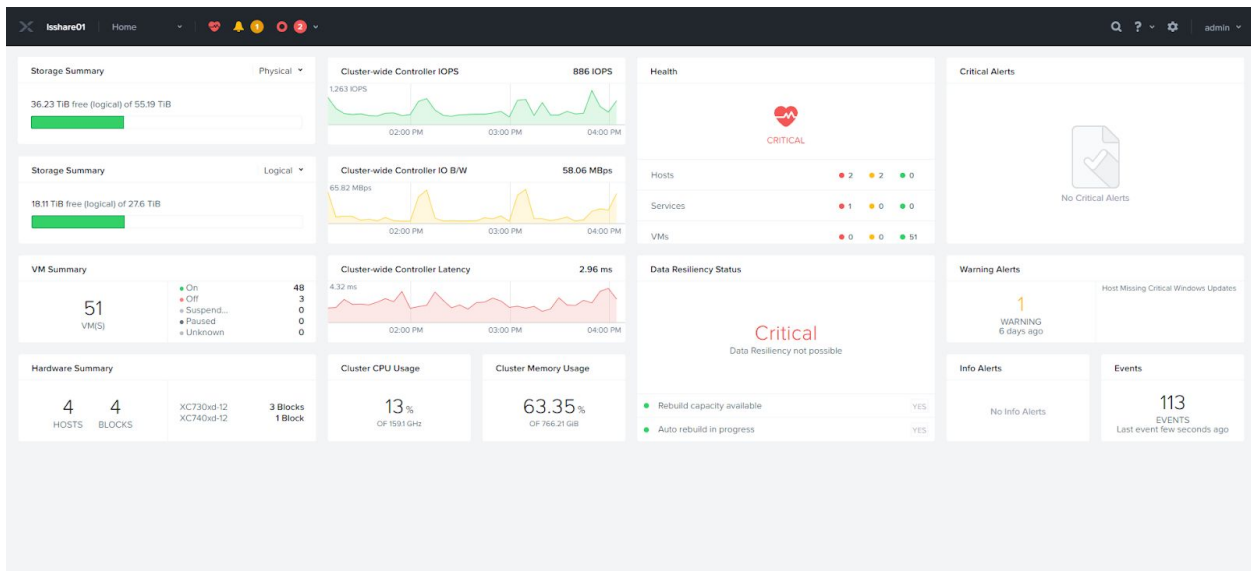 lsshare01 Home 1 2 ? admin
Storage Summary Physical
36.23 TiB free (logical) of 55.19 TiB
Storage Summary Logical
18.11 TiB free (logical) of 27.6 TiB
VM Summary
51
VM(S)
On 48
Off 3
Suspend... 0
Paused 0
Unknown 0
Hardware Summary
4 HOSTS
4 BLOCKS
XC730xd-12 3 Blocks
XC740xd-12 1 Block
Cluster-wide Controller IOPS 886 IOPS
1,263 IOPS
02:00 PM 03:00 PM 04:00 PM
Cluster-wide Controller IO B/W 58.06 MBps
65.82 MBps
02:00 PM 03:00 PM 04:00 PM
Cluster-wide Controller Latency 2.96 ms
4.32 ms
02:00 PM 03:00 PM 04:00 PM
Cluster CPU Usage
13 %
OF 159.1 GHz
Cluster Memory Usage
63.35 %
OF 766.21 GiB
Health
CRITICAL
Hosts 2 2 0
Services 1 0 0
VMs 0 0 51
Data Resiliency Status
Critical
Data Resiliency not possible
Rebuild capacity available YES
Auto rebuild in progress YES
Critical Alerts
No Critical Alerts
Warning Alerts
1
WARNING
6 days ago
Host Missing Critical Windows Updates
Info Alerts
No Info Alerts
Events
113
EVENTS
Last event few seconds ago